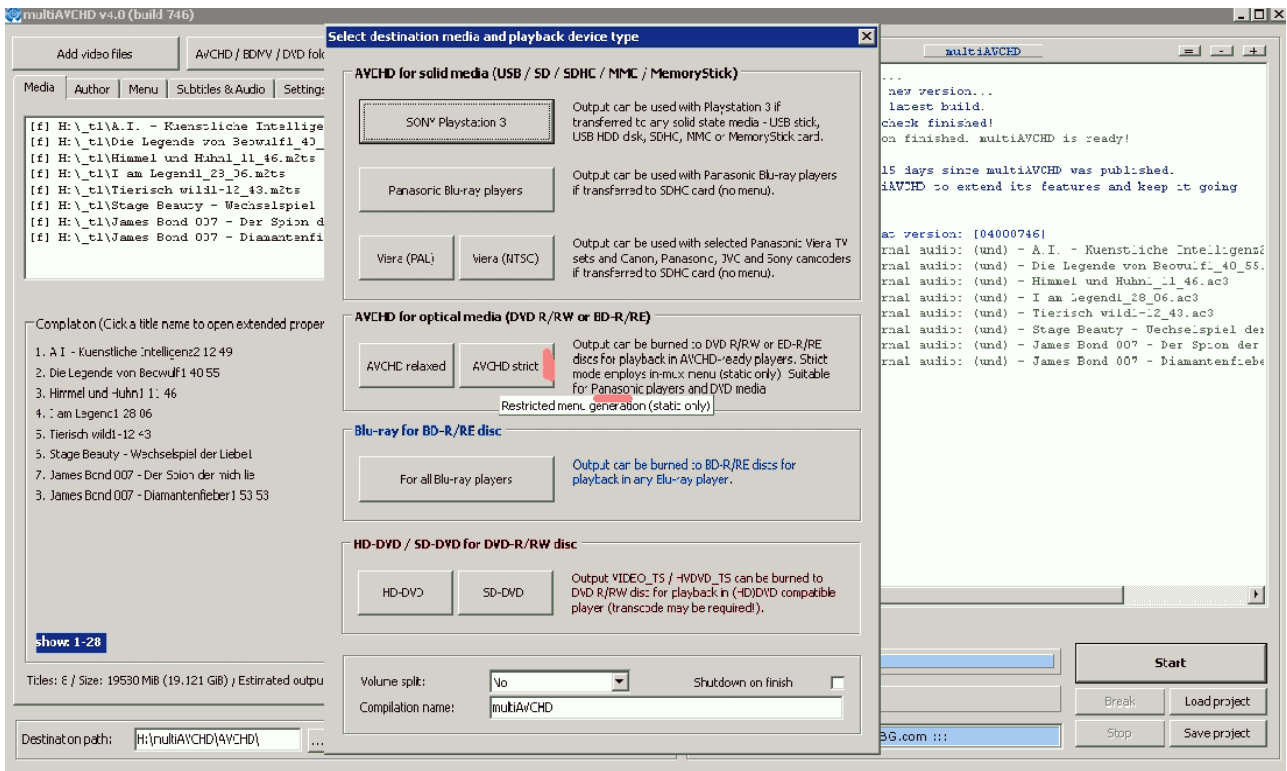 multiAVCHD v4.0 (build 746)
Add video files
AVCHD / BDMV / DVD fold
Media
Author
Menu
Subtitles & Audio
Settings
[f] H:\_t1\A.I. - Kuenstliche Intellige
[f] H:\_t1\Die Legende von Beowulf1_40_
[f] H:\_t1\Himmel und Huhn1_11_46.m2ts
[f] H:\_t1\I am Legend1_28_06.m2ts
[f] H:\_t1\Tierisch wild1-12_43.m2ts
[f] H:\_t1\Stage Beauty - Wechselspiel
[f] H:\_t1\James Bond 007 - Der Spion d
[f] H:\_t1\James Bond 007 - Diamantenfi
Compilation (Click a title name to open extended proper
1. A I - Kuenstliche Intelligenz2 12 49
2. Die Legende von Beowulf1 40 55
3. Himmel und Huhn1 11 46
4. I am Legend1 28 06
5. Tierisch wild1-12 43
6. Stage Beauty - Wechselspiel der Liebe1
7. James Bond 007 - Der Spion der mich lie
8. James Bond 007 - Diamantenfieber1 53 53
show: 1-28
Titles: 8 / Size: 19530 MiB (19.121 GiB) / Estimated outpu
Destination path:
H:\multiAVCHD\AVCHD\
...
Select destination media and playback device type
AVCHD for solid media (USB / SD / SDHC / MMC / MemoryStick)
SONY Playstation 3
Output can be used with Playstation 3 if
transferred to any solid state media - USB stick,
USB HDD disk, SDHC, MMC or MemoryStick card.
Panasonic Blu-ray players
Output can be used with Panasonic Blu-ray players
if transferred to SDHC card (no menu).
Viera (PAL)
Viera (NTSC)
Output can be used with selected Panasonic Viera TV
sets and Canon, Panasonic, JVC and Sony camcoders
if transferred to SDHC card (no menu).
AVCHD for optical media (DVD R/RW or BD-R/RE)
AVCHD relaxed
AVCHD strict
Output can be burned to DVD R/RW or BD-R/RE
discs for playback in AVCHD-ready players. Strict
mode employs in-mux menu (static only) Suitable
for Panasonic players and DVD media
Restricted menu generation (static only)
Blu-ray for BD-R/RE disc
For all Blu-ray players
Output can be burned to BD-R/RE discs for
playback in any Blu-ray player.
HD-DVD / SD-DVD for DVD-R/RW disc
HD-DVD
SD-DVD
Output VIDEO_TS / HVDVD_TS can be burned to
DVD R/RW disc for playback in (HD)DVD compatible
player (transcode may be required!).
Volume split:
No
Shutdown on finish
Compilation name:
multiAVCHD
multiAVCHD
...
new version...
latest build.
check finished!
on finished. multiAVCHD is ready!
15 days since multiAVCHD was published.
iAVCHD to extend its features and keep it going
at version: [04000746]
rnal audio: (und) - A.I. - Kuenstliche Intelligenz2
rnal audio: (und) - Die Legende von Beowulf1_40_55.
rnal audio: (und) - Himmel und Huhn1_11_46.ac3
rnal audio: (und) - I am Legend1_28_06.ac3
rnal audio: (und) - Tierisch wild1-12_43.ac3
rnal audio: (und) - Stage Beauty - Wechselspiel der
rnal audio: (und) - James Bond 007 - Der Spion der
rnal audio: (und) - James Bond 007 - Diamantenfiebe
Start
Break
Load project
Stop
Save project
BG.com :::